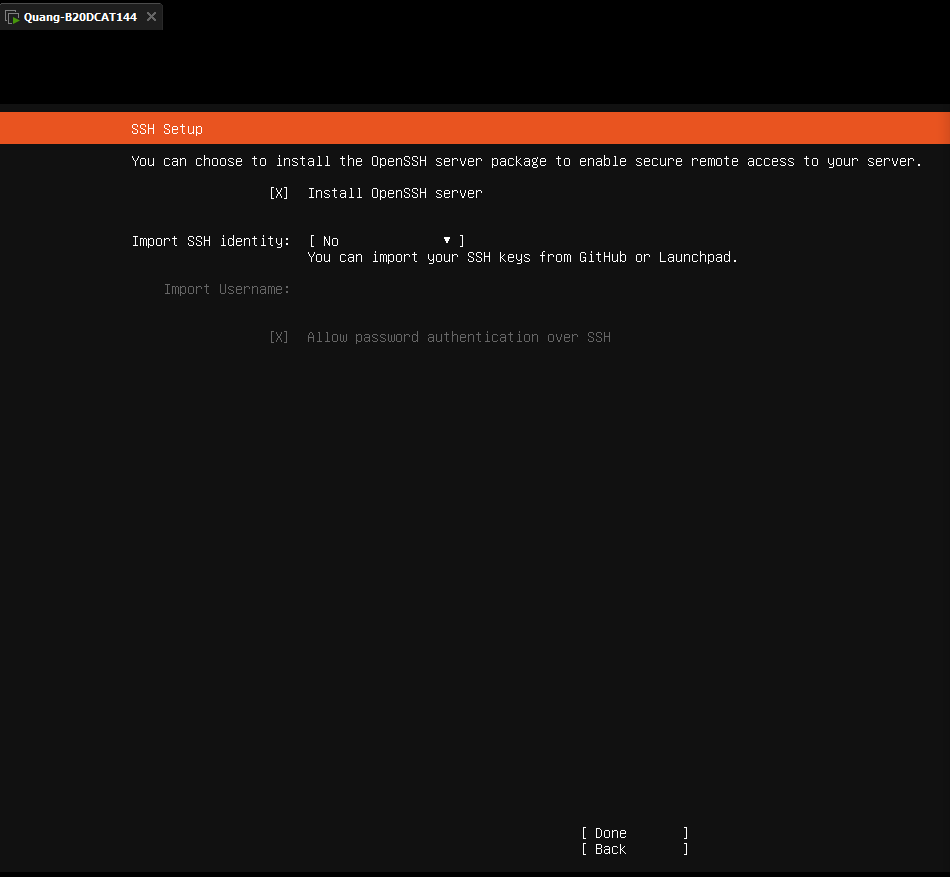 Quang-B20DCAT144
SSH Setup
You can choose to install the OpenSSH server package to enable secure remote access to your server.
[X] Install OpenSSH server
Import SSH identity: [ No ▾ ]
You can import your SSH keys from GitHub or Launchpad.
Import Username:
[X] Allow password authentication over SSH
[ Done ]
[ Back ]